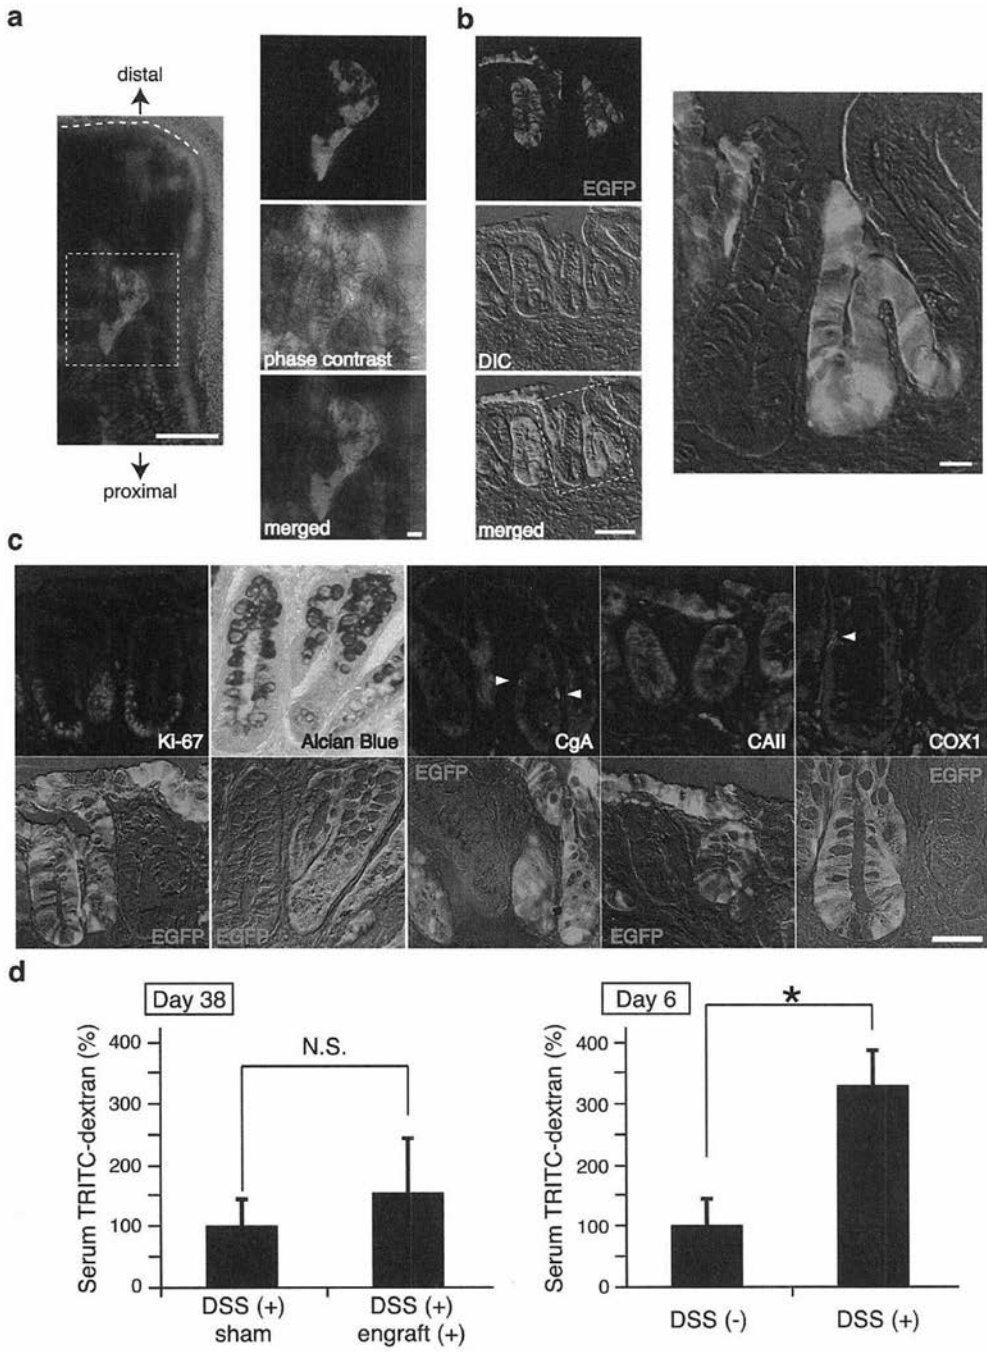 a
distal
proximal
phase contrast
merged
b
EGFP
DIC
merged
c
Ki-67
Alcian Blue
CgA
CAII
COX1
EGFP
EGFP
EGFP
EGFP
EGFP
d
Day 38
Serum TRITC-dextran (%)
400
300
200
100
0
N.S.
DSS (+)
sham
DSS (+)
engraft (+)
Day 6
Serum TRITC-dextran (%)
400
300
200
100
0
*
DSS (-)
DSS (+)